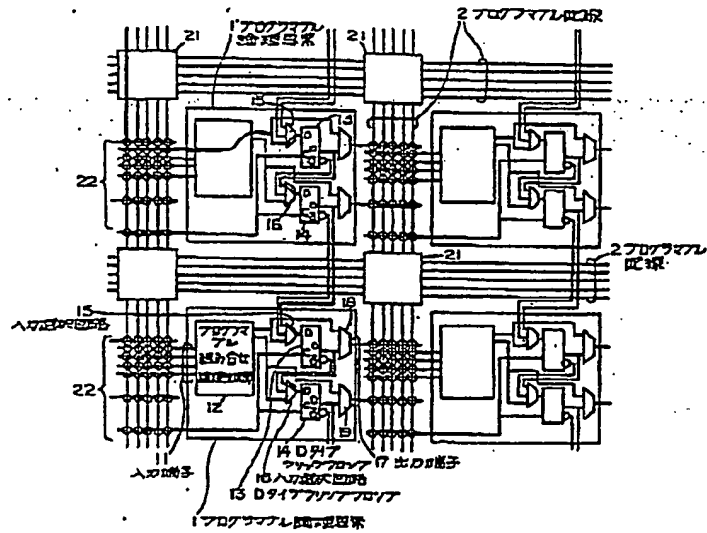 1 プログラマブル
論理要素
21
21
2 プログラマブル配線
15
13
22
16
14
21
2 プログラマブル
配線
15
入力選択回路
18
プログラマ
ブル
組み合せ
12
22
19
11
入力端子
14 Dタイプ
フリップフロップ
16 入力選択回路
13 Dタイプフリップフロップ
17 出力端子
1 プログラマブル論理要素